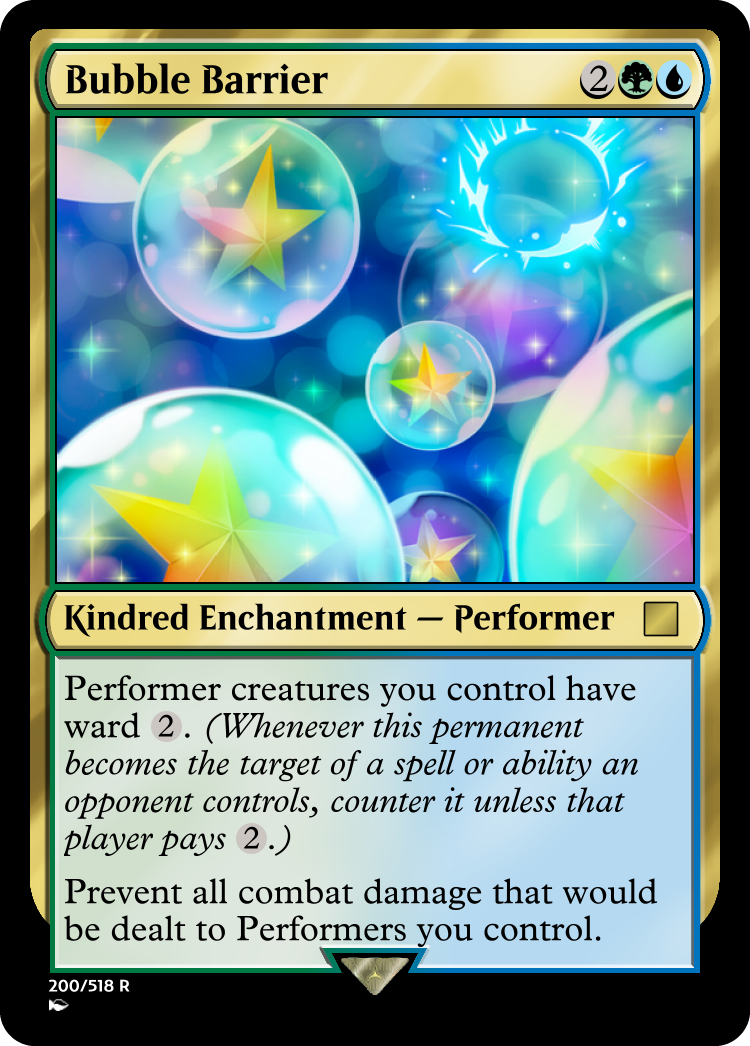 Bubble Barrier 2
Kindred Enchantment — Performer
Performer creatures you control have
ward 2. (Whenever this permanent
becomes the target of a spell or ability an
opponent controls, counter it unless that
player pays 2.)
Prevent all combat damage that would
be dealt to Performers you control.
200/518 R